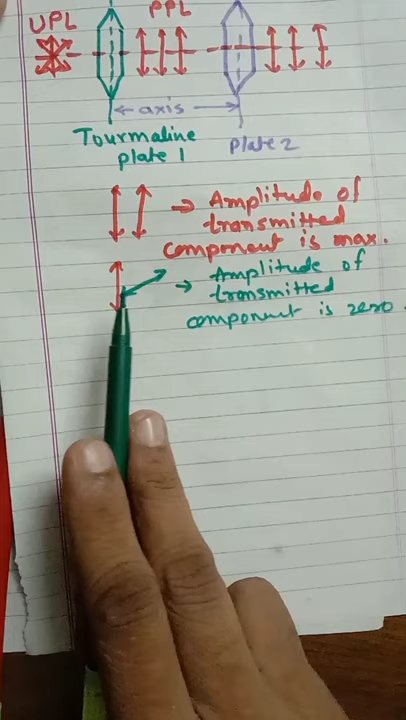 UPL PPL
← axis →
Tourmaline
plate 1 Plate 2
→ Amplitude of
transmitted
component is max.
→ Amplitude of
transmitted
component is zero.